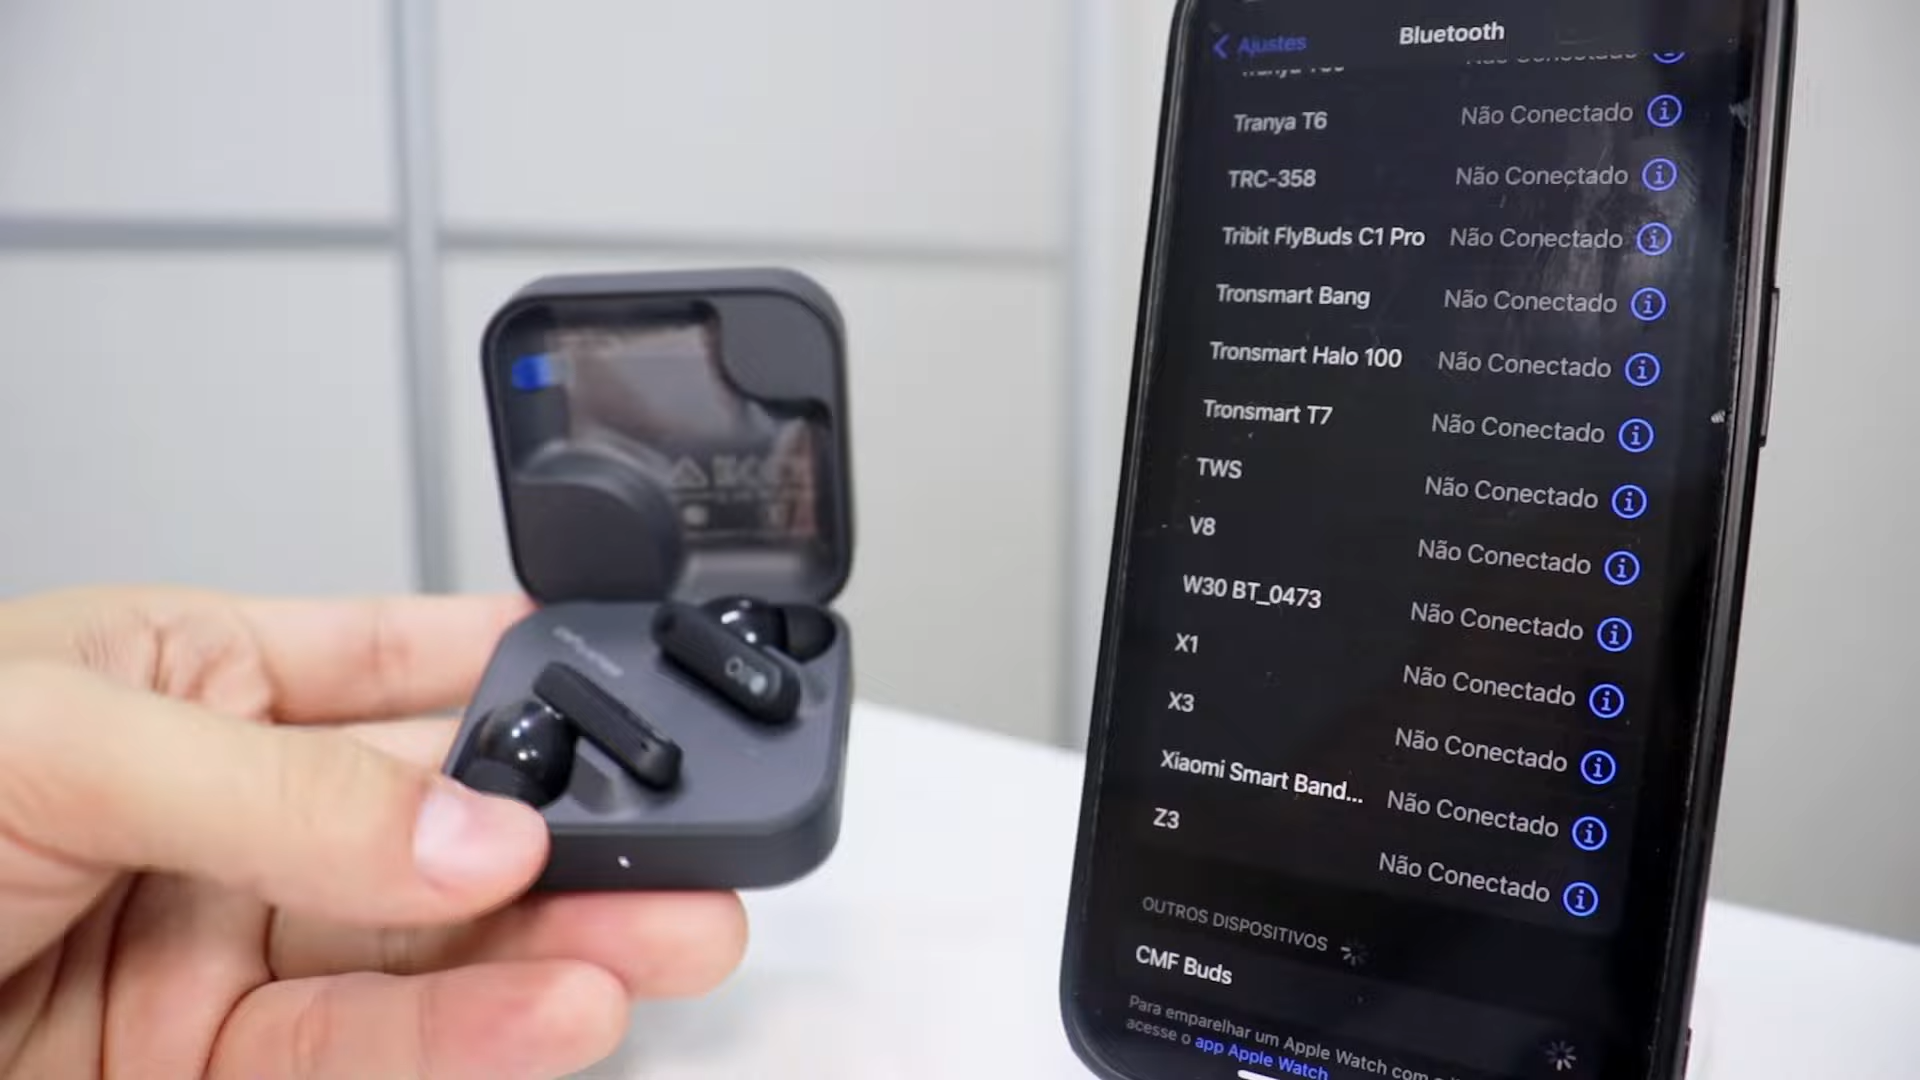 Ajustes
Bluetooth
Tranya T6 Não Conectado
TRC-358 Não Conectado
Tribit FlyBuds C1 Pro Não Conectado
Tronsmart Bang Não Conectado
Tronsmart Halo 100 Não Conectado
Tronsmart T7 Não Conectado
TWS Não Conectado
V8 Não Conectado
W30 BT_0473 Não Conectado
X1 Não Conectado
X3 Não Conectado
Xiaomi Smart Band... Não Conectado
Z3 Não Conectado
OUTROS DISPOSITIVOS
CMF Buds
Para emparelhar um Apple Watch com o
acesse o app Apple Watch